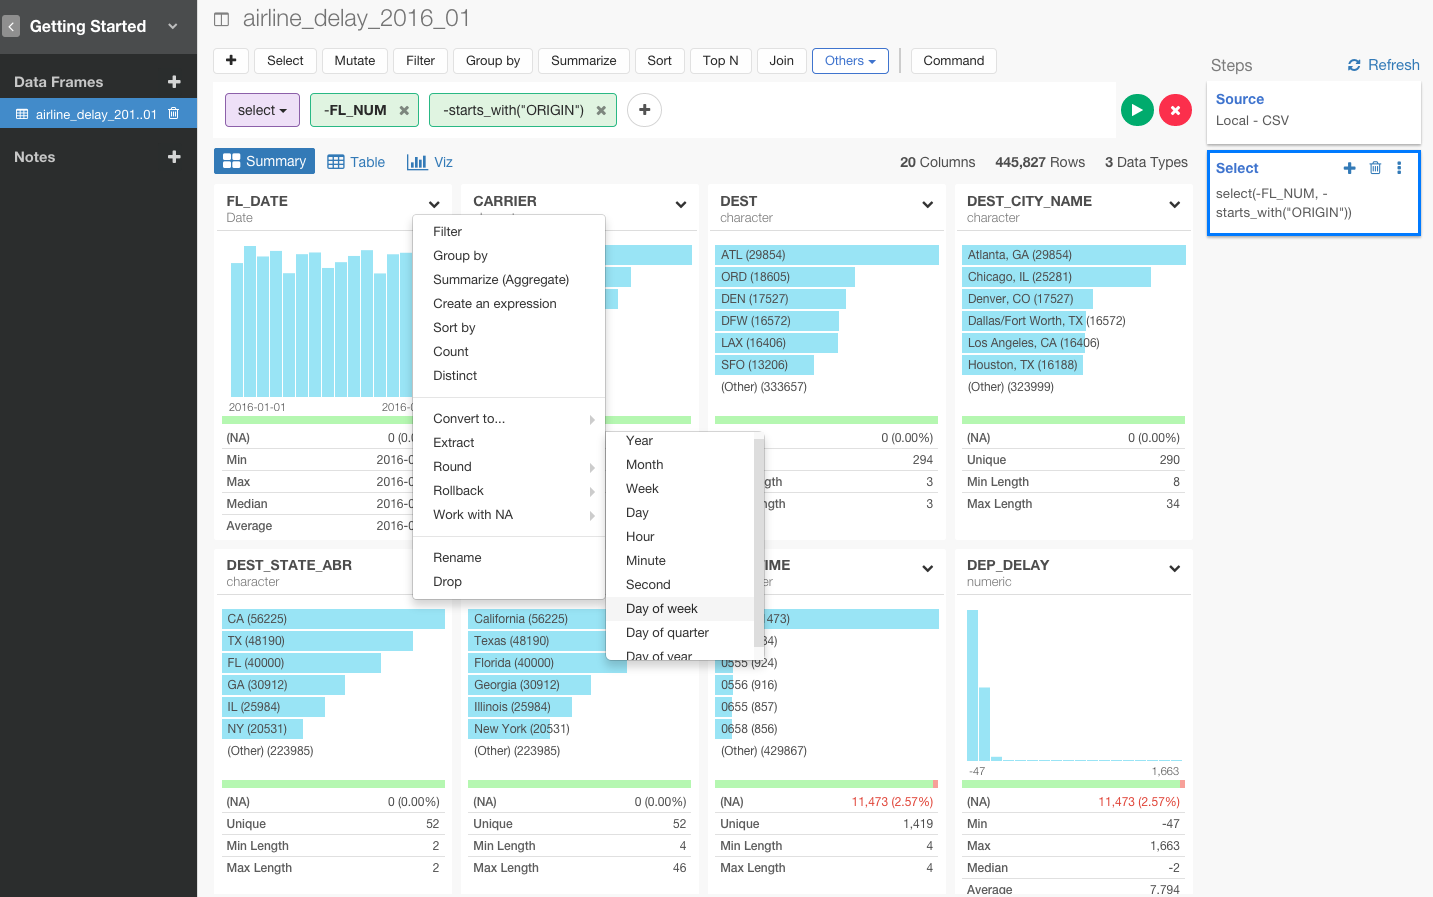 Getting Started
airline_delay_2016_01
Data Frames
airline_delay_201..01
Notes
Select
Mutate
Filter
Group by
Summarize
Sort
Top N
Join
Others
Command
select
-FL_NUM
-starts_with("ORIGIN")
Steps
Refresh
Source
Local - CSV
Select
select(-FL_NUM, -
starts_with("ORIGIN"))
Summary
Table
Viz
20 Columns
445,827 Rows
3 Data Types
FL_DATE
Date
2016-01-01
(NA)
Min 2016-0
Max 2016-0
Median 2016-0
Average 2016-0
CARRIER
Filter
Group by
Summarize (Aggregate)
Create an expression
Sort by
Count
Distinct
Convert to...
Extract
Round
Rollback
Work with NA
Rename
Drop
Year
Month
Week
Day
Hour
Minute
Second
Day of week
Day of quarter
Day of year
DEST
character
ATL (29854)
ORD (18605)
DEN (17527)
DFW (16572)
LAX (16406)
SFO (13206)
(Other) (333657)
0 (0.00%)
294
gth 3
gth 3
DEST_CITY_NAME
character
Atlanta, GA (29854)
Chicago, IL (25281)
Denver, CO (17527)
Dallas/Fort Worth, TX (16572)
Los Angeles, CA (16406)
Houston, TX (16188)
(Other) (323999)
(NA) 0 (0.00%)
Unique 290
Min Length 8
Max Length 34
DEST_STATE_ABR
character
CA (56225)
TX (48190)
FL (40000)
GA (30912)
IL (25984)
NY (20531)
(Other) (223985)
(NA) 0 (0.00%)
Unique 52
Min Length 2
Max Length 2
California (56225)
Texas (48190)
Florida (40000)
Georgia (30912)
Illinois (25984)
New York (20531)
(Other) (223985)
(NA) 0 (0.00%)
Unique 52
Min Length 4
Max Length 46
IME
er
473)
0555 (924)
0556 (916)
0655 (857)
0658 (856)
(Other) (429867)
(NA) 11,473 (2.57%)
Unique 1,419
Min Length 4
Max Length 4
DEP_DELAY
numeric
-47 1,663
(NA) 11,473 (2.57%)
Min -47
Max 1,663
Median -2
Average 7.794